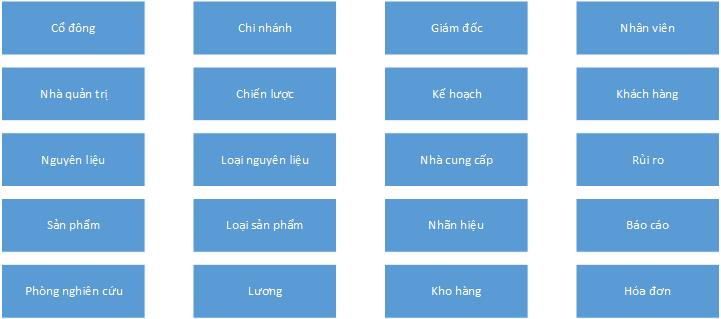 Cổ đông
Chi nhánh
Giám đốc
Nhân viên
Nhà quản trị
Chiến lược
Kế hoạch
Khách hàng
Nguyên liệu
Loại nguyên liệu
Nhà cung cấp
Rủi ro
Sản phẩm
Loại sản phẩm
Nhãn hiệu
Báo cáo
Phòng nghiên cứu
Lương
Kho hàng
Hóa đơn